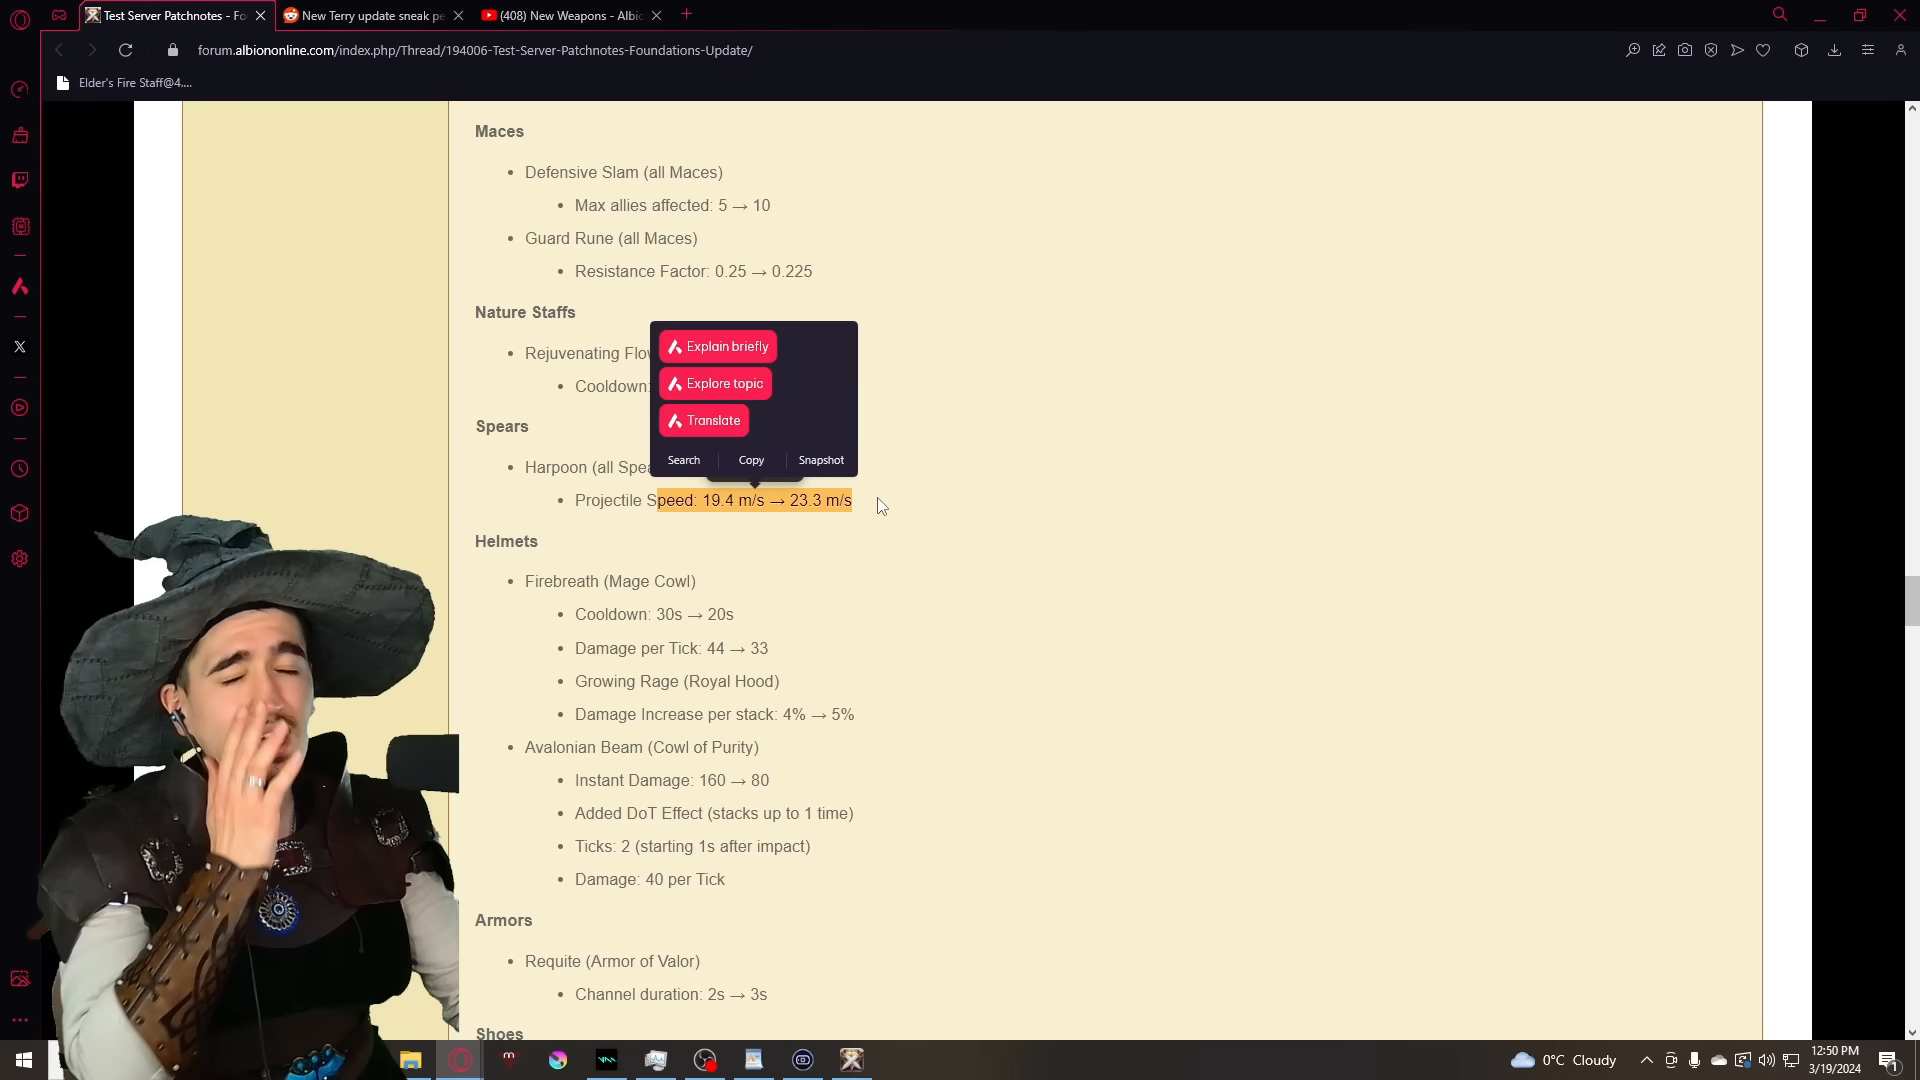 Test Server Patchnotes - Fo
New Terry update sneak pe
(408) New Weapons - Albio
forum.albiononline.com/index.php/Thread/194006-Test-Server-Patchnotes-Foundations-Update/
Elder's Fire Staff@4....
Maces
Defensive Slam (all Maces)
Max allies affected: 5 → 10
Guard Rune (all Maces)
Resistance Factor: 0.25 → 0.225
Nature Staffs
Rejuvenating Flow
Cooldown:
Explain briefly
Explore topic
Translate
Search
Copy
Snapshot
Spears
Harpoon (all Spea
Projectile Speed: 19.4 m/s → 23.3 m/s
Helmets
Firebreath (Mage Cowl)
Cooldown: 30s → 20s
Damage per Tick: 44 → 33
Growing Rage (Royal Hood)
Damage Increase per stack: 4% → 5%
Avalonian Beam (Cowl of Purity)
Instant Damage: 160 → 80
Added DoT Effect (stacks up to 1 time)
Ticks: 2 (starting 1s after impact)
Damage: 40 per Tick
Armors
Requite (Armor of Valor)
Channel duration: 2s → 3s
Shoes
0°C Cloudy
12:50 PM
3/19/2024
1